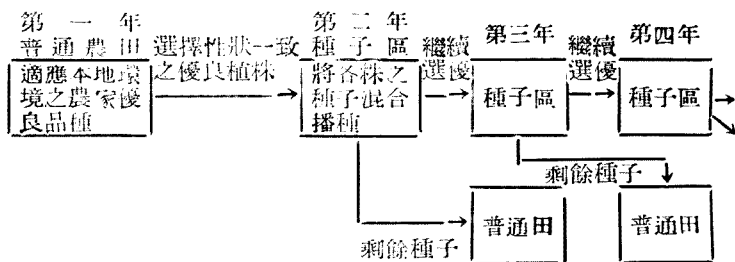 第一年
普通農田
適應本地環
境之農家優
良品種
選擇性狀一致
之優良植株
第二年
種子區
將各株之
種子混合
播種
繼續
選優
第三年
種子區
繼續
選優
第四年
種子區
剩餘種子
普通田
剩餘種子
普通田